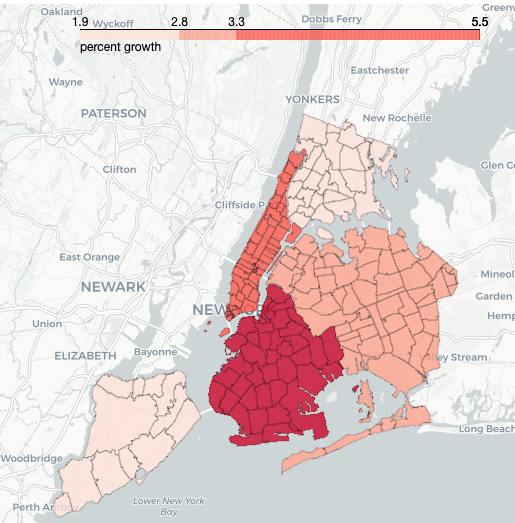 Oakland
Wyckoff
Dobbs Ferry
1.9 2.8 3.3 5.5
percent growth
Eastchester
Wayne
YONKERS
PATERSON
New Rochelle
Clifton
Glen C
Cliffside P
East Orange
Mineol
NEWARK
Garden
NEW
Union
Hemp
Bayonne
ELIZABETH
ey Stream
Long Beach
Woodbridge
Lower New York
Bay
Perth Am